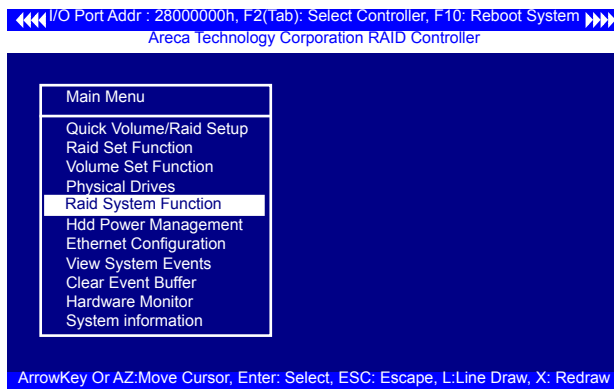 I/O Port Addr : 28000000h, F2(Tab): Select Controller, F10: Reboot System
Areca Technology Corporation RAID Controller
Main Menu
Quick Volume/Raid Setup
Raid Set Function
Volume Set Function
Physical Drives
Raid System Function
Hdd Power Management
Ethernet Configuration
View System Events
Clear Event Buffer
Hardware Monitor
System information
ArrowKey Or AZ:Move Cursor, Enter: Select, ESC: Escape, L:Line Draw, X: Redraw